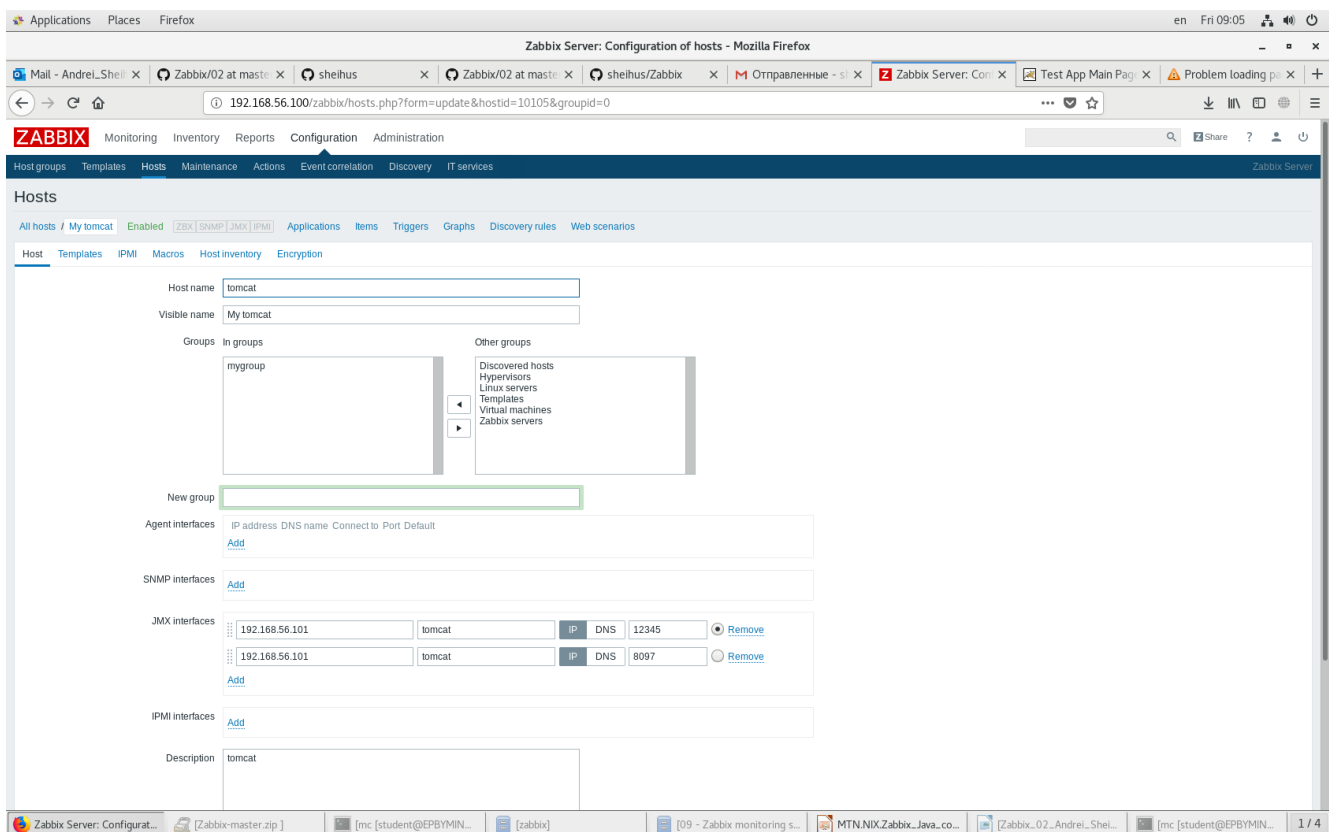 Applications Places Firefox en Fri 09:05
Zabbix Server: Configuration of hosts - Mozilla Firefox
Mail - Andrei_Sheil Zabbix/02 at maste sheihus Zabbix/02 at maste sheihus/Zabbix Отправленные - sh Zabbix Server: Con Test App Main Pag Problem loading pa
192.168.56.100/zabbix/hosts.php?form=update&hostid=10105&groupid=0
ZABBIX Monitoring Inventory Reports Configuration Administration Z Share ?
Host groups Templates Hosts Maintenance Actions Event correlation Discovery IT services Zabbix Server
Hosts
All hosts / My tomcat Enabled ZBX SNMP JMX IPMI Applications Items Triggers Graphs Discovery rules Web scenarios
Host Templates IPMI Macros Host inventory Encryption
Host name tomcat
Visible name My tomcat
Groups In groups Other groups
mygroup Discovered hosts
Hypervisors
Linux servers
Templates
Virtual machines
Zabbix servers
New group
Agent interfaces IP address DNS name Connect to Port Default
Add
SNMP interfaces Add
JMX interfaces 192.168.56.101 tomcat IP DNS 12345 Remove
192.168.56.101 tomcat IP DNS 8097 Remove
Add
IPMI interfaces Add
Description tomcat
Zabbix Server: Configurat... [Zabbix-master.zip ] [mc [student@EPBYMIN... [zabbix] [09 - Zabbix monitoring s... MTN.NIX.Zabbix_Java_co... [Zabbix_02_Andrei_Shei... [mc [student@EPBYMIN... 1 / 4